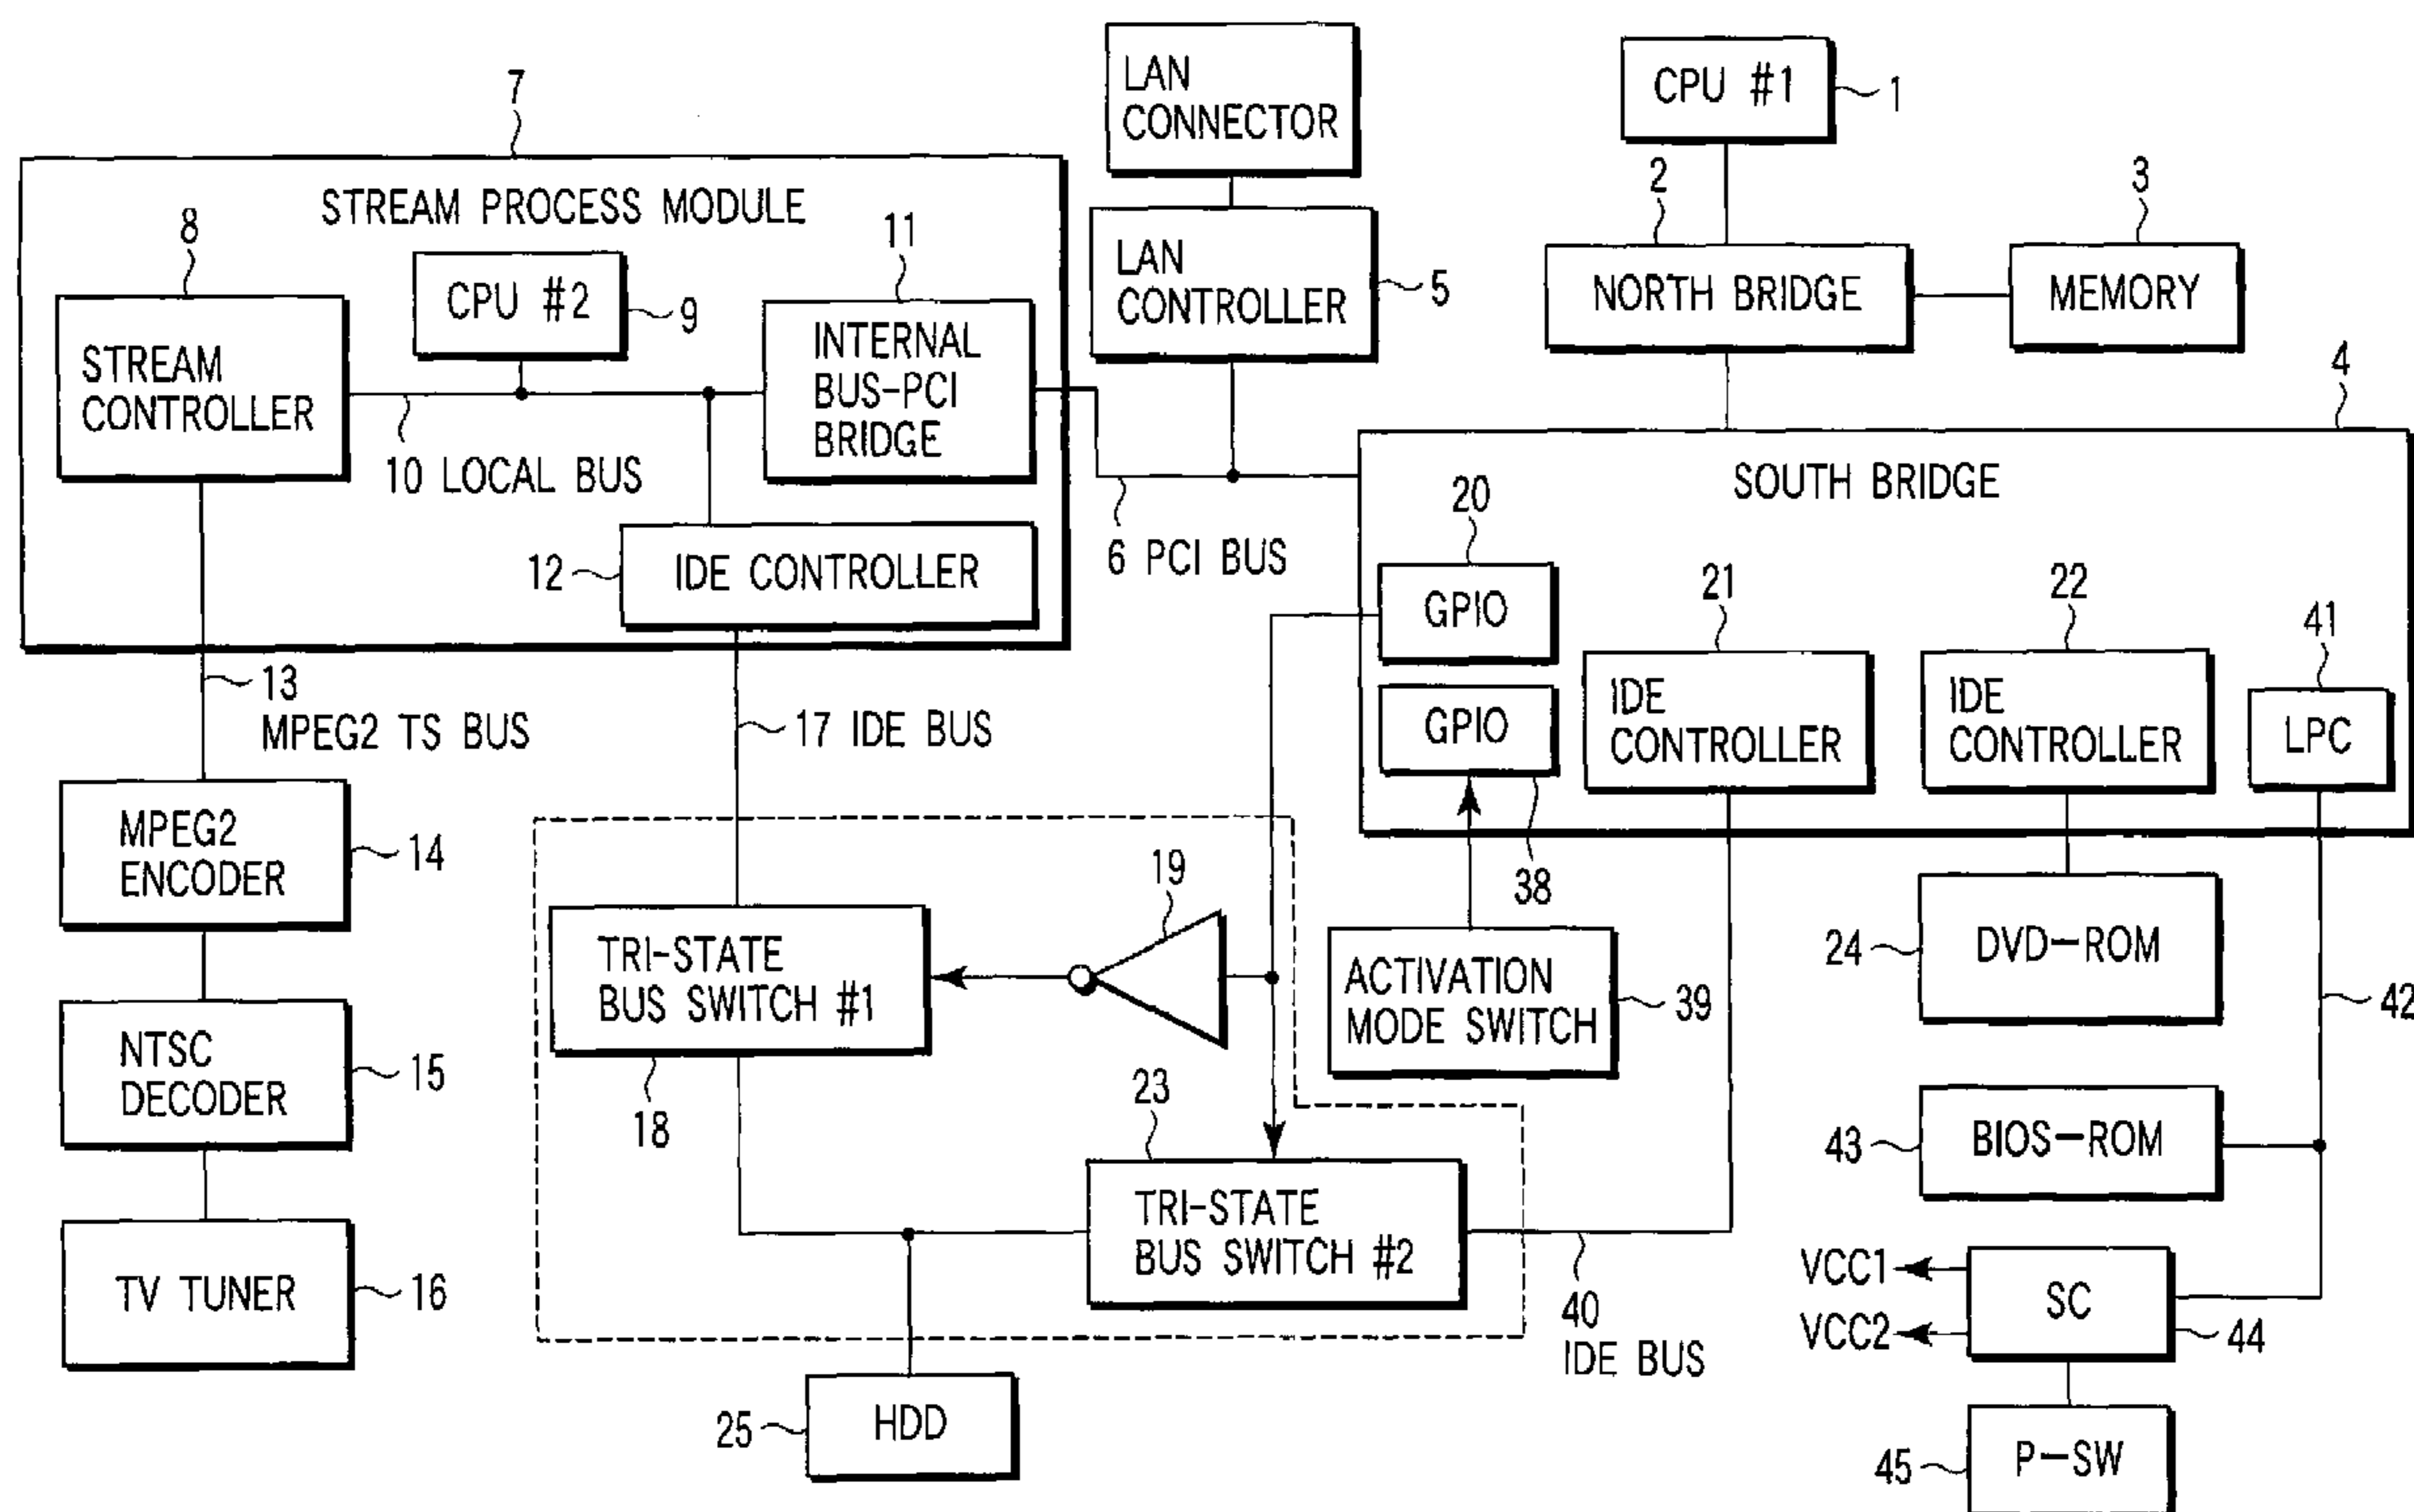 7
STREAM PROCESS MODULE
8
STREAM
CONTROLLER
CPU #2
9
11
INTERNAL
BUS-PCI
BRIDGE
10 LOCAL BUS
12
IDE CONTROLLER
LAN
CONNECTOR
LAN
CONTROLLER
5
6 PCI BUS
CPU #1
1
2
NORTH BRIDGE
3
MEMORY
4
SOUTH BRIDGE
20
GPIO
GPIO
38
21
IDE
CONTROLLER
22
IDE
CONTROLLER
41
LPC
13
MPEG2 TS BUS
17 IDE BUS
MPEG2
ENCODER
14
NTSC
DECODER
15
TV TUNER
16
TRI-STATE
BUS SWITCH #1
18
19
23
TRI-STATE
BUS SWITCH #2
ACTIVATION
MODE SWITCH
39
40
IDE BUS
25
HDD
24
DVD-ROM
42
43
BIOS-ROM
VCC1
VCC2
SC
44
45
P-SW